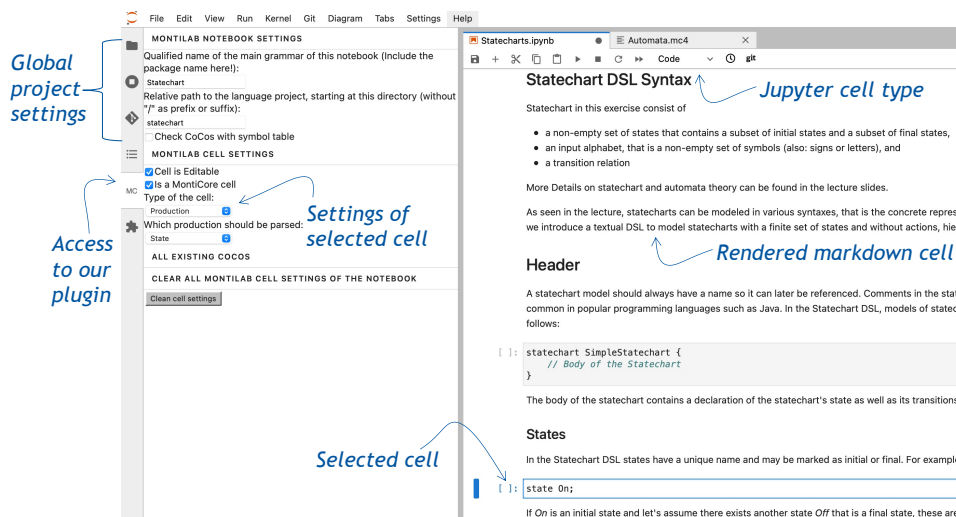 File Edit View Run Kernel Git Diagram Tabs Settings Help
MONTILAB NOTEBOOK SETTINGS
Qualified name of the main grammar of this notebook (Include the
package name here!):
Statechart
Relative path to the language project, starting at this directory (without
"/" as prefix or suffix):
statechart
Check CoCos with symbol table
MONTILAB CELL SETTINGS
Cell is Editable
Is a MontiCore cell
Type of the cell:
Production
Which production should be parsed:
State
ALL EXISTING COCOS
CLEAR ALL MONTILAB CELL SETTINGS OF THE NOTEBOOK
Clean cell settings
MC
Global
project
settings
Access
to our
plugin
Settings of
selected cell
Selected cell
Statecharts.ipynb
Automata.mc4
Code
git
Jupyter cell type
Statechart DSL Syntax
Statechart in this exercise consist of
• a non-empty set of states that contains a subset of initial states and a subset of final states,
• an input alphabet, that is a non-empty set of symbols (also: signs or letters), and
• a transition relation
More Details on statechart and automata theory can be found in the lecture slides.
As seen in the lecture, statecharts can be modeled in various syntaxes, that is the concrete repres
we introduce a textual DSL to model statecharts with a finite set of states and without actions, hie
Rendered markdown cell
Header
A statechart model should always have a name so it can later be referenced. Comments in the stat
common in popular programming languages such as Java. In the Statechart DSL, models of statec
follows:
[ ]: statechart SimpleStatechart {
// Body of the Statechart
}
The body of the statechart contains a declaration of the statechart's state as well as its transitions
States
In the Statechart DSL states have a unique name and may be marked as initial or final. For example
[ ]: state On;
If On is an initial state and let's assume there exists another state Off that is a final state, these are